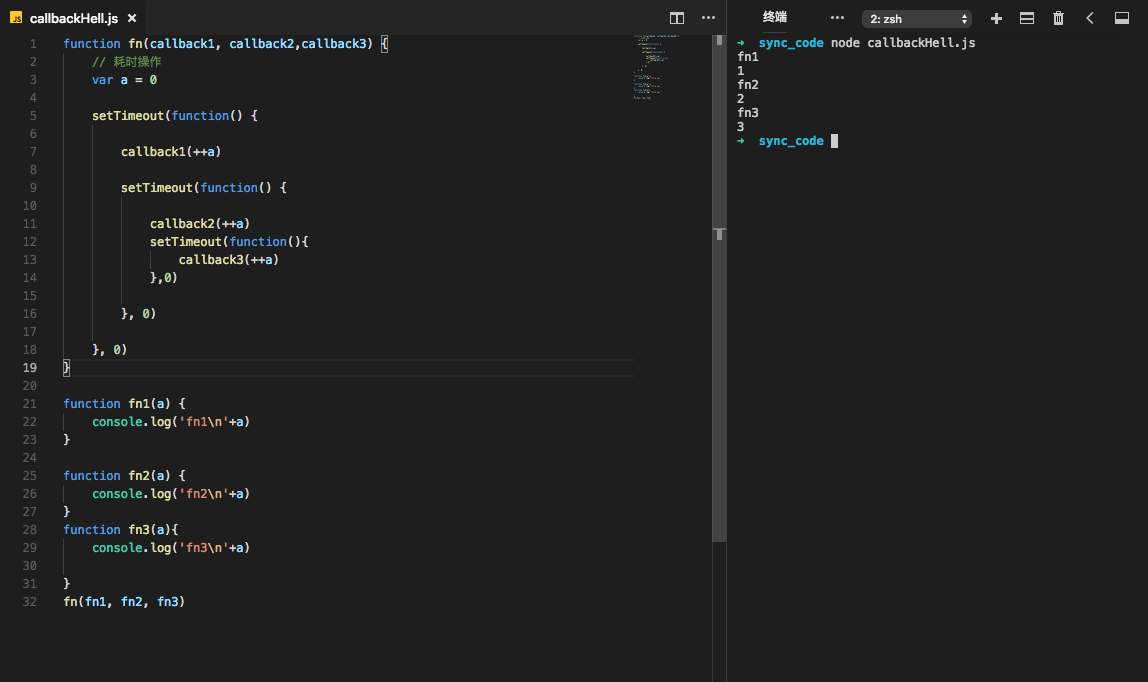 JS callbackHell.js ×
1 function fn(callback1, callback2,callback3) {
2     // 耗时操作
3     var a = 0
4
5     setTimeout(function() {
6
7         callback1(++a)
8
9         setTimeout(function() {
10
11             callback2(++a)
12             setTimeout(function(){
13                 callback3(++a)
14             },0)
15
16         }, 0)
17
18     }, 0)
19 }
20
21 function fn1(a) {
22     console.log('fn1\n'+a)
23 }
24
25 function fn2(a) {
26     console.log('fn2\n'+a)
27 }
28 function fn3(a){
29     console.log('fn3\n'+a)
30
31 }
32 fn(fn1, fn2, fn3)
终端 ••• 2: zsh
➜ sync_code node callbackHell.js
fn1
1
fn2
2
fn3
3
➜ sync_code